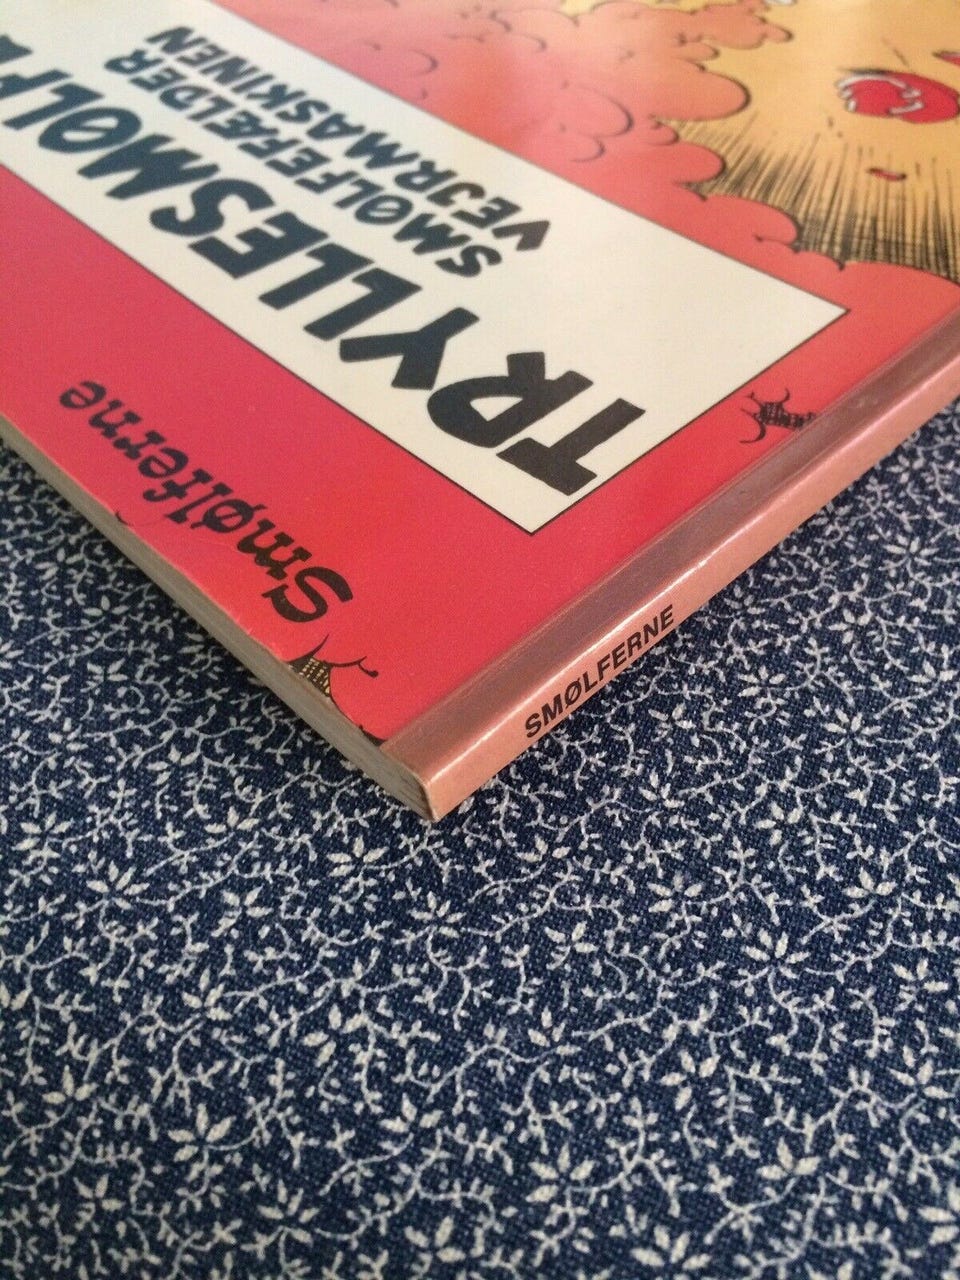 Smølferne
TRYLLESMØLF
SMØLFEFÆLDER
VEJRMASKINEN
SMØLFERNE